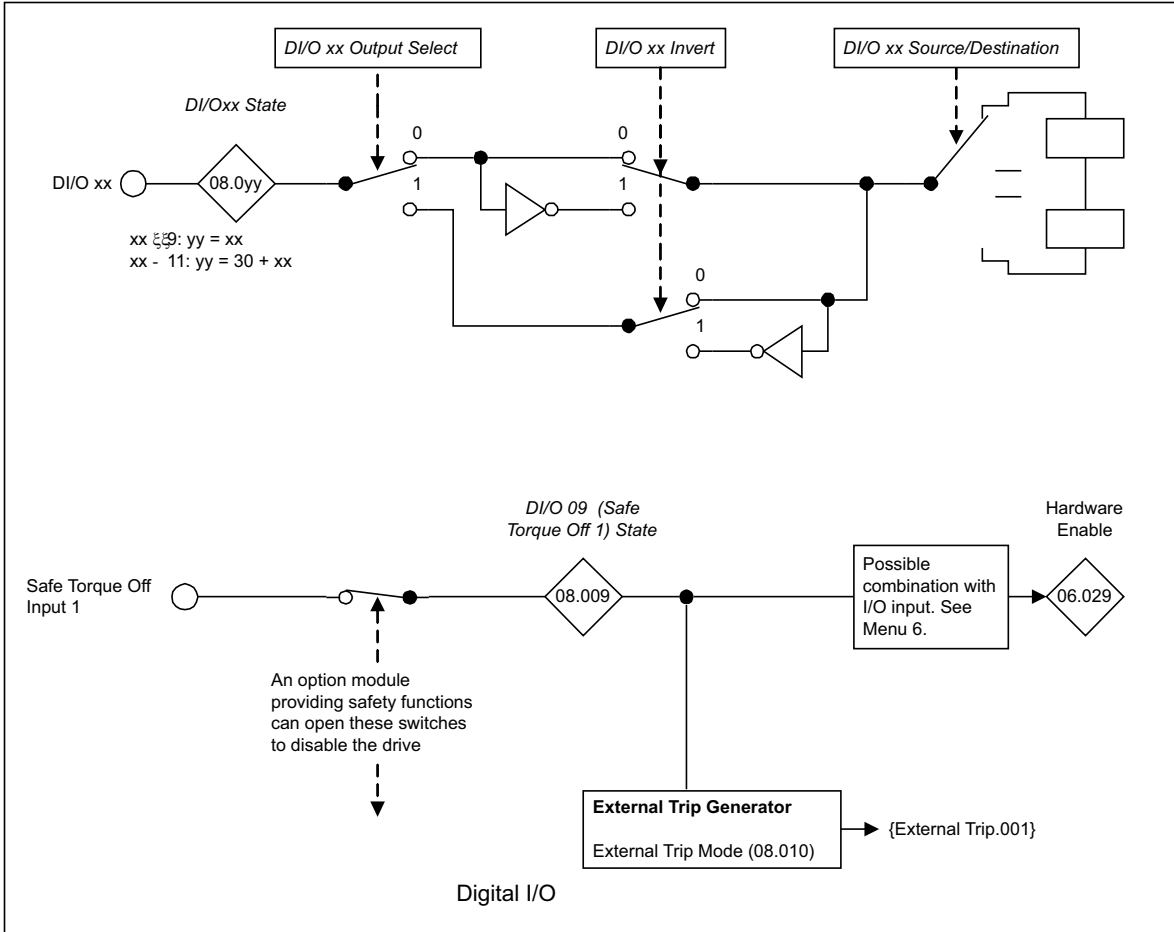 DI/O xx Output Select
DI/O xx Invert
DI/O xx Source/Destination
DI/Oxx State
0
0
DI/O xx
08.0yy
1
1
xx ξξ9: yy = xx
xx - 11: yy = 30 + xx
0
1
DI/O 09 (Safe
Torque Off 1) State
Hardware
Enable
Safe Torque Off
Input 1
08.009
Possible
combination with
I/O input. See
Menu 6.
06.029
An option module
providing safety functions
can open these switches
to disable the drive
External Trip Generator
External Trip Mode (08.010)
{External Trip.001}
Digital I/O